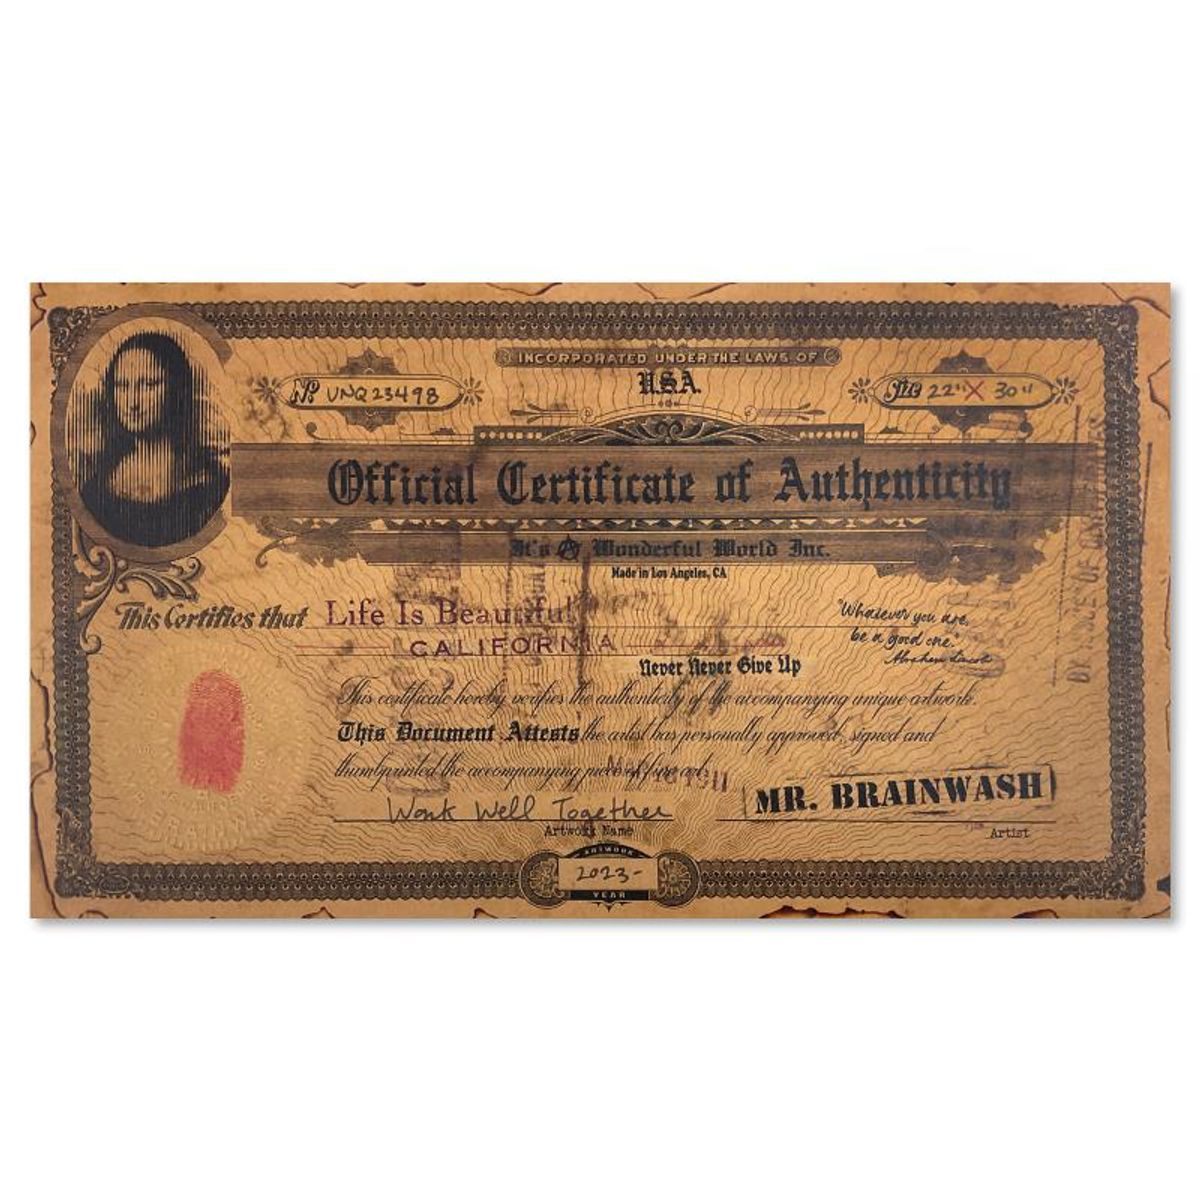 INCORPORATED UNDER THE LAWS OF
U.S.A.
No. UNQ23498
Size 22" X 30"
Official Certificate of Authenticity
It's A Wonderful World Inc.
Made in Los Angeles, CA
This Certifies that Life Is Beautiful
CALIFORNIA
"Whatever you are,
be a good one."
Abraham Lincoln
Never Never Give Up
This certificate hereby verifies the authenticity of the accompanying unique artwork.
This Document Attests the artist has personally approved, signed and
thumbprinted the accompanying piece of fine art.
Work Well Together
Artwork Name
MR. BRAINWASH
Artist
ARTWORK
2023-
YEAR